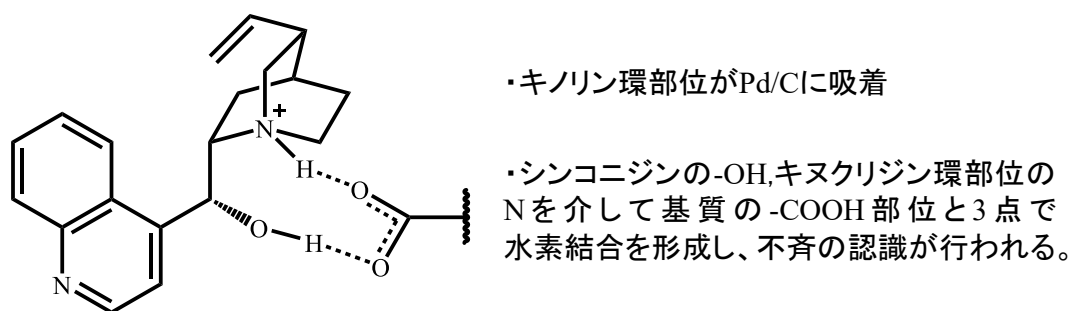 ・キノリン環部位がPd/Cに吸着
・シンコニジンの-OH,キヌクリジン環部位の
Nを介して基質の-COOH部位と3点で
水素結合を形成し、不斉の認識が行われる。
N
+
H
O
O
H
O
N